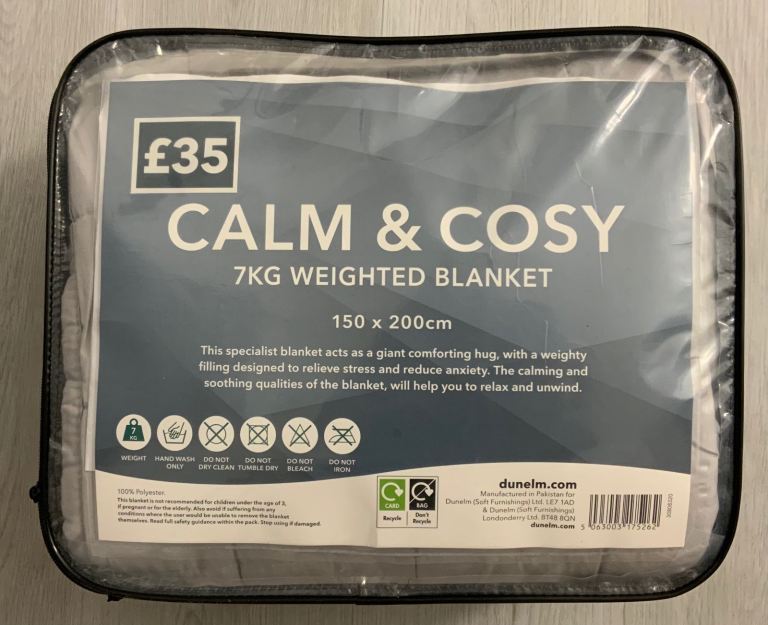 £35
CALM & COSY
7KG WEIGHTED BLANKET
150 x 200cm
This specialist blanket acts as a giant comforting hug, with a weighty
filling designed to relieve stress and reduce anxiety. The calming and
soothing qualities of the blanket, will help you to relax and unwind.
7
KG
WEIGHT
HAND WASH
ONLY
DO NOT
DRY CLEAN
DO NOT
TUMBLE DRY
DO NOT
BLEACH
DO NOT
IRON
100% Polyester.
This blanket is not recommended for children under the age of 3,
if pregnant or for the elderly. Also avoid if suffering from any
conditions where the user would be unable to remove the blanket
themselves. Read full safety guidance within the pack. Stop using if damaged.
CARD
Recycle
BAG
Don't
Recycle
dunelm.com
Manufactured in Pakistan for
Dunelm (Soft Furnishings) Ltd. LE7 1AD
& Dunelm (Soft Furnishings)
Londonderry Ltd. BT48 8QN
dunelm.com
5 063003 175262